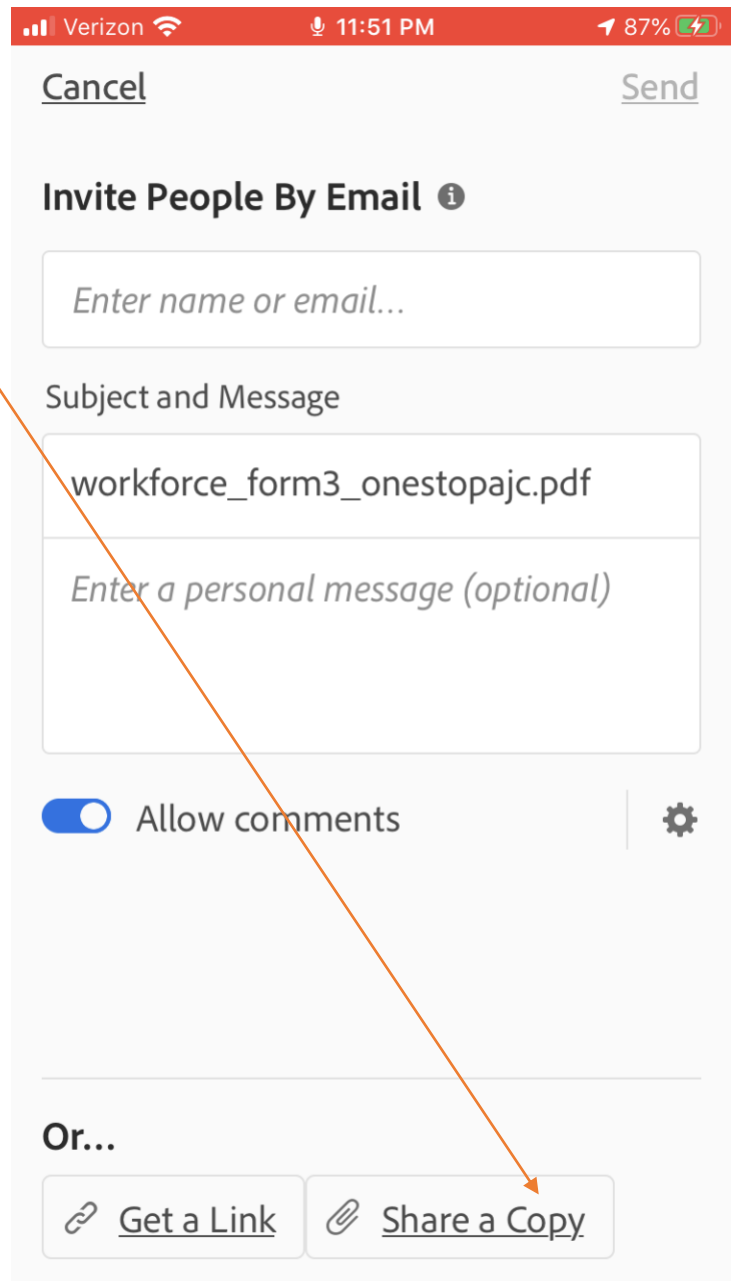 Verizon 11:51 PM 87%
Cancel Send
Invite People By Email
Enter name or email...
Subject and Message
workforce_form3_onestopajc.pdf
Enter a personal message (optional)
Allow comments
Or...
Get a Link Share a Copy